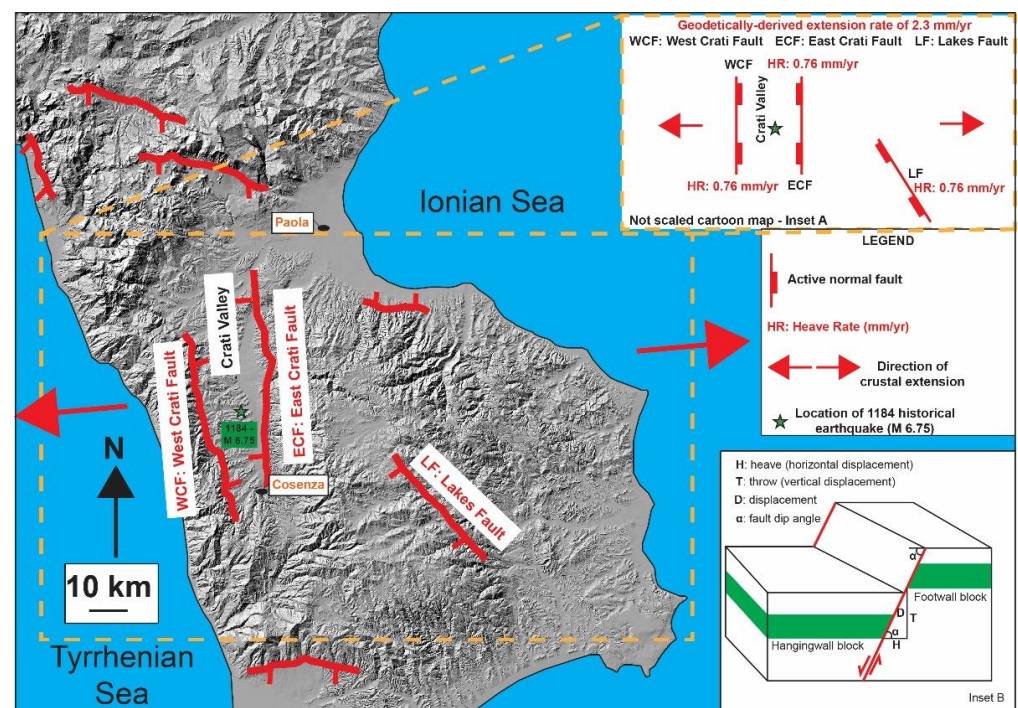 Geodetically-derived extension rate of 2.3 mm/yr
WCF: West Crati Fault ECF: East Crati Fault LF: Lakes Fault
WCF
HR: 0.76 mm/yr
Crati Valley
LF
HR: 0.76 mm/yr
HR: 0.76 mm/yr
ECF
Not scaled cartoon map - Inset A
LEGEND
Active normal fault
HR: Heave Rate (mm/yr)
Direction of
crustal extension
Location of 1184 historical
earthquake (M 6.75)
Ionian Sea
Paola
Crati Valley
WCF: West Crati Fault
ECF: East Crati Fault
1184 -
M 6.75
Cosenza
LF: Lakes Fault
N
10 km
Tyrrhenian
Sea
H: heave (horizontal displacement)
T: throw (vertical displacement)
D: displacement
α: fault dip angle
α
Footwall block
D
T
α
H
Hangingwall block
Inset B